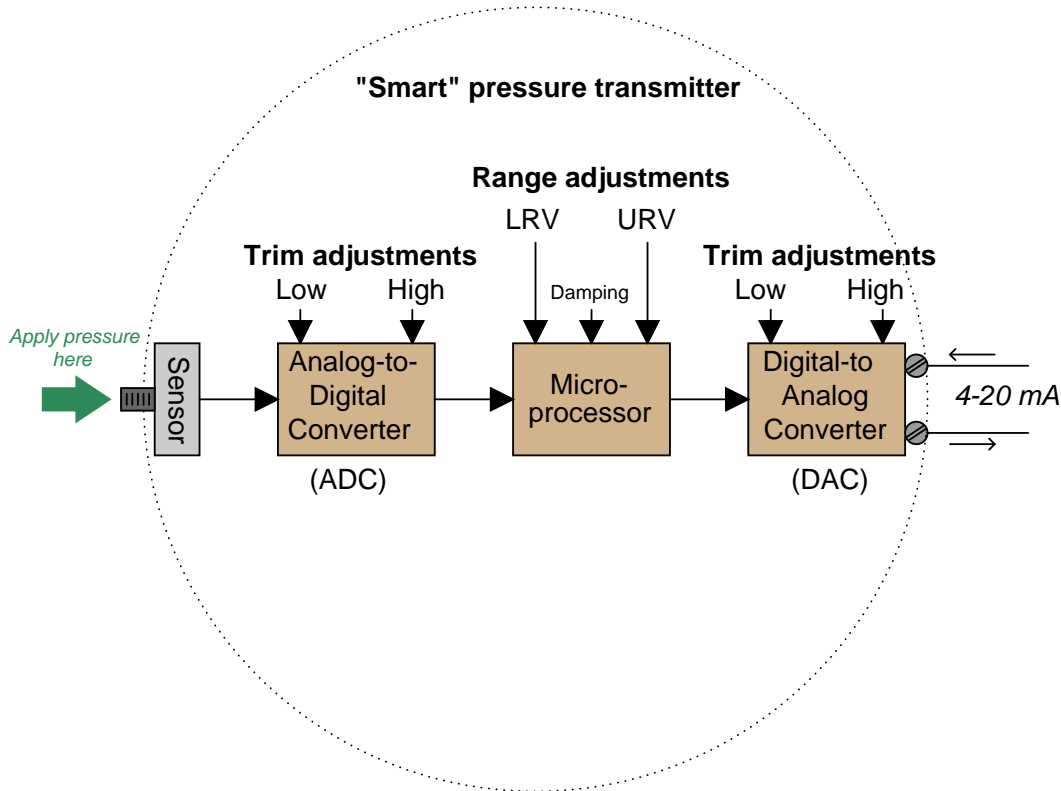 "Smart" pressure transmitter
Range adjustments
LRV
URV
Trim adjustments
Low
High
Damping
Trim adjustments
Low
High
Apply pressure
here
Sensor
Analog-to-
Digital
Converter
(ADC)
Micro-
processor
Digital-to
Analog
Converter
(DAC)
4-20 mA